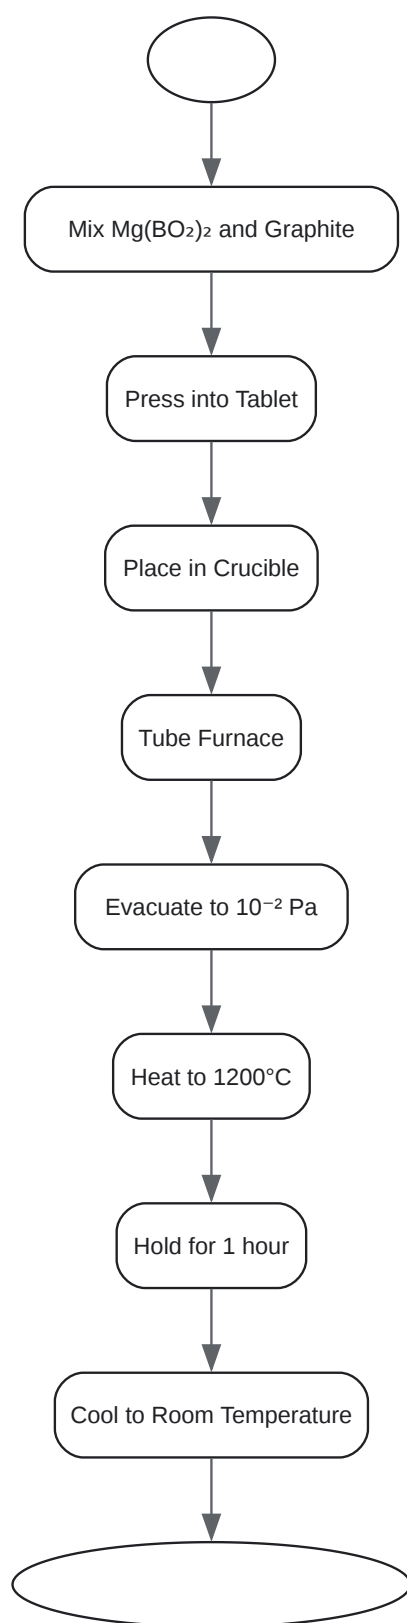 Mix Mg(BO₂)₂ and Graphite
Press into Tablet
Place in Crucible
Tube Furnace
Evacuate to 10⁻² Pa
Heat to 1200°C
Hold for 1 hour
Cool to Room Temperature